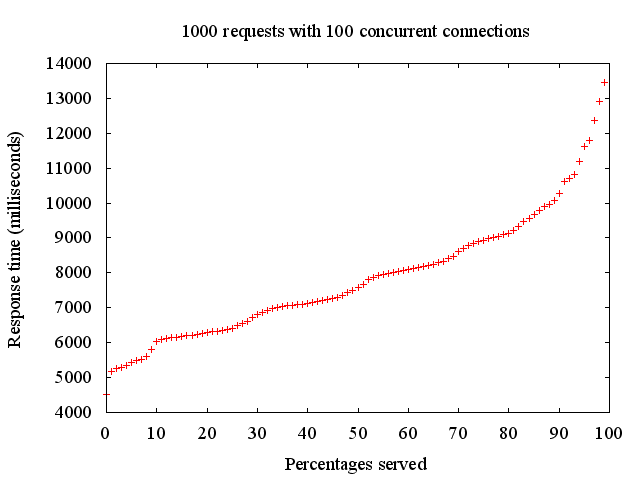 1000 requests with 100 concurrent connections
14000
13000
12000
11000
10000
9000
8000
7000
6000
5000
4000
Response time (milliseconds)
0 10 20 30 40 50 60 70 80 90 100
Percentages served